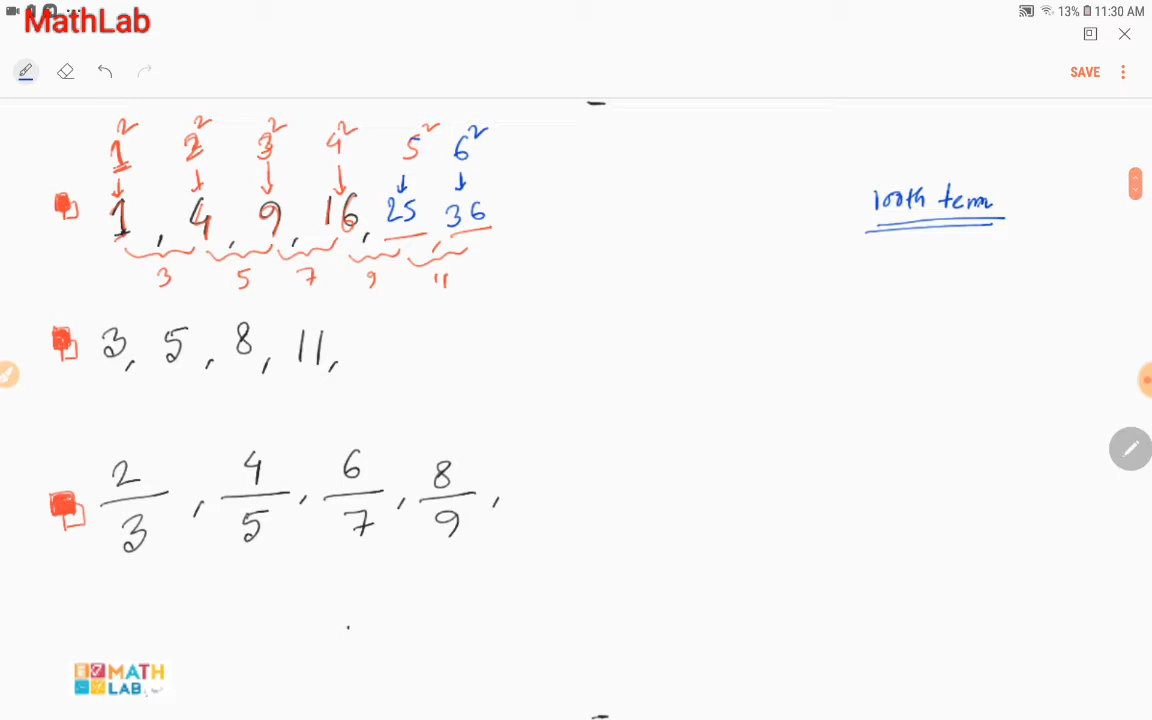 13% 11:30 AM
MathLab
SAVE
1² 2² 3² 4² 5² 6²
1, 4, 9, 16, 25, 36
100th term
3 5 7 9 11
3, 5, 8, 11,
2/3, 4/5, 6/7, 8/9,
MATH
LAB